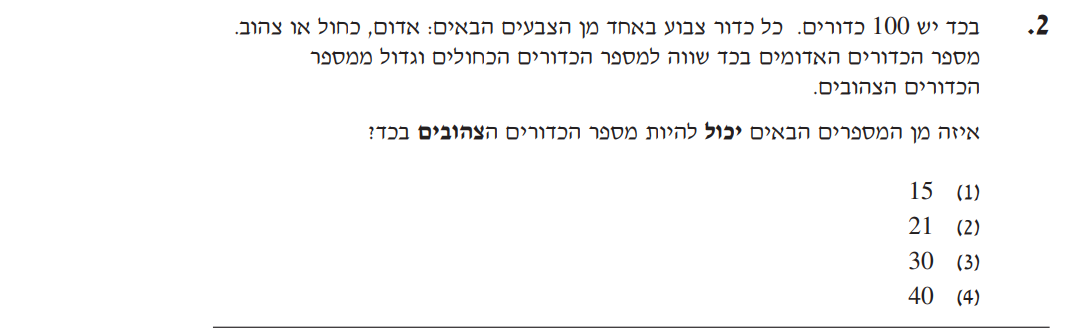 2. בכד יש 100 כדורים. כל כדור צבוע באחד מן הצבעים הבאים: אדום, כחול או צהוב.
מספר הכדורים האדומים בכד שווה למספר הכדורים הכחולים וגדול ממספר
הכדורים הצהובים.
איזה מן המספרים הבאים יכול להיות מספר הכדורים הצהובים בכד?
(1) 15
(2) 21
(3) 30
(4) 40